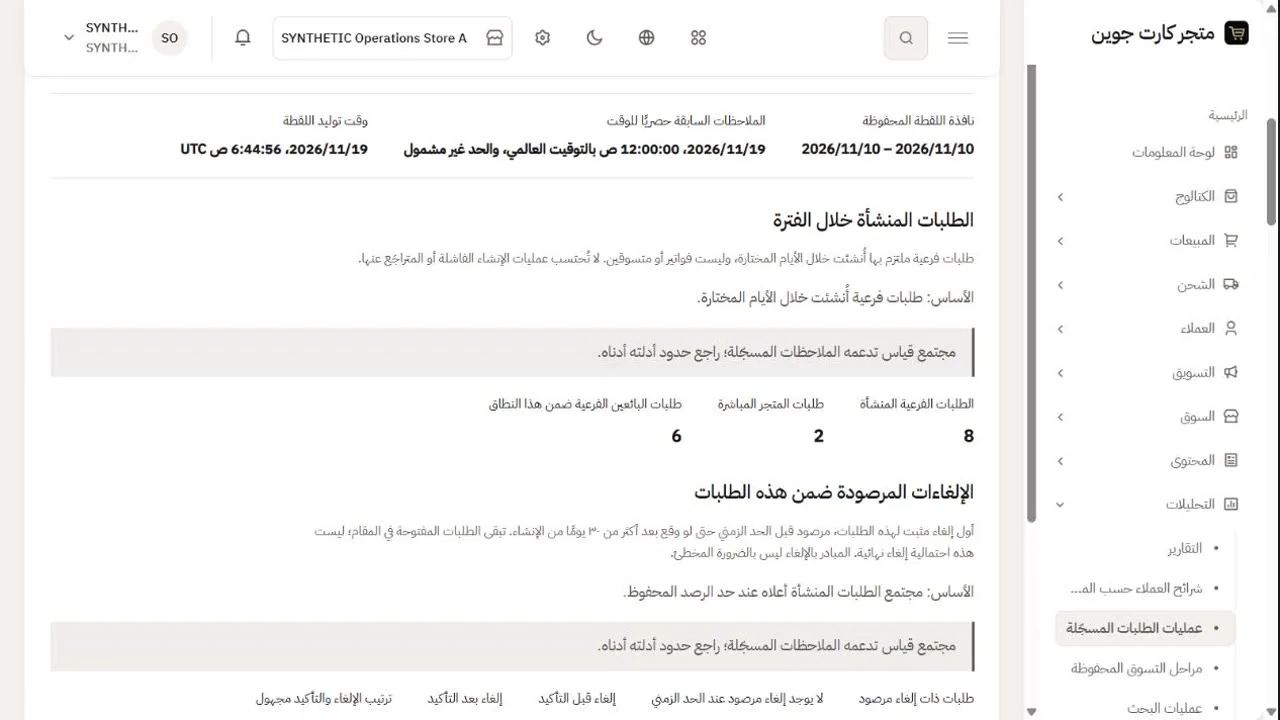 متجر كارت جوين
SYNTHETIC Operations Store A
SO
SYNTH...
SYNTH...
الرئيسية
لوحة المعلومات
الكتالوج
المبيعات
الشحن
العملاء
التسويق
السوق
المحتوى
التحليلات
التقارير
شرائح العملاء حسب المـ...
عمليات الطلبات المسجّلة
مراحل التسوق المحفوظة
عمليات البحث
نافذة اللقطة المحفوظة
2026/11/10 – 2026/11/10
الملاحظات السابقة حصريًا للوقت
2026/11/19، 12:00:00 ص بالتوقيت العالمي، والحد غير مشمول
وقت توليد اللقطة
2026/11/19، 6:44:56 ص UTC
الطلبات المنشأة خلال الفترة
طلبات فرعية ملتزم بها أُنشئت خلال الأيام المختارة، وليست فواتير أو متسوقين. لا تُحتسب عمليات الإنشاء الفاشلة أو المتراجَع عنها.
الأساس: طلبات فرعية أُنشئت خلال الأيام المختارة.
مجتمع قياس تدعمه الملاحظات المسجّلة؛ راجع حدود أدلته أدناه.
الطلبات الفرعية المنشأة
8
طلبات المتجر المباشرة
2
طلبات البائعين الفرعية ضمن هذا النطاق
6
الإلغاءات المرصودة ضمن هذه الطلبات
أول إلغاء مثبت لهذه الطلبات، مرصود قبل الحد الزمني حتى لو وقع بعد أكثر من ٣٠ يومًا من الإنشاء. تبقى الطلبات المفتوحة في المقام؛ ليست
هذه احتمالية إلغاء نهائية. المبادر بالإلغاء ليس بالضرورة المخطئ.
الأساس: مجتمع الطلبات المنشأة أعلاه عند حد الرصد المحفوظ.
مجتمع قياس تدعمه الملاحظات المسجّلة؛ راجع حدود أدلته أدناه.
طلبات ذات إلغاء مرصود
لا يوجد إلغاء مرصود عند الحد الزمني
إلغاء قبل التأكيد
إلغاء بعد التأكيد
ترتيب الإلغاء والتأكيد مجهول